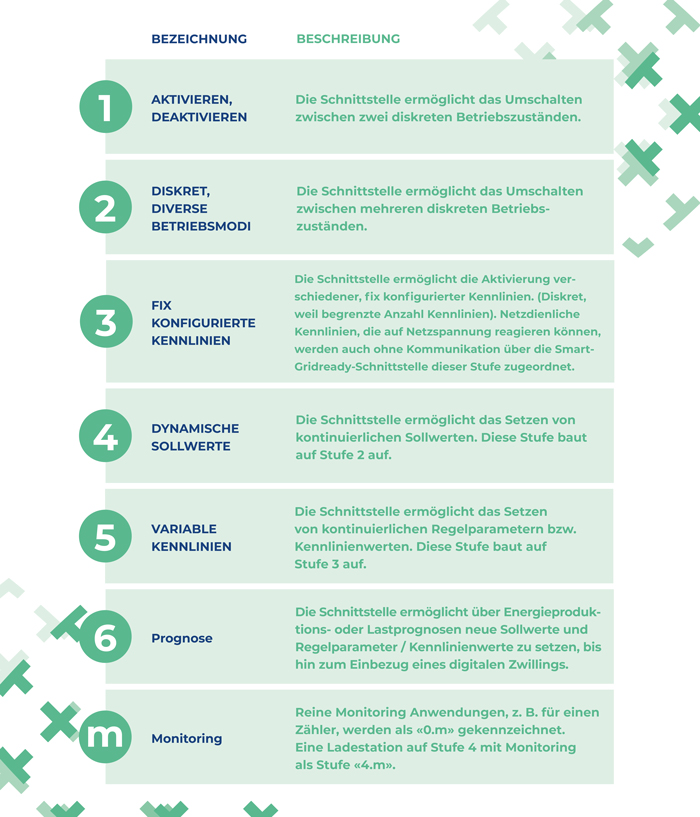 BEZEICHNUNG BESCHREIBUNG
1
AKTIVIEREN,
DEAKTIVIEREN
Die Schnittstelle ermöglicht das Umschalten
zwischen zwei diskreten Betriebszuständen.
2
DISKRET,
DIVERSE
BETRIEBSMODI
Die Schnittstelle ermöglicht das Umschalten
zwischen mehreren diskreten Betriebs-
zuständen.
3
FIX
KONFIGURIERTE
KENNLINIEN
Die Schnittstelle ermöglicht die Aktivierung ver-
schiedener, fix konfigurierter Kennlinien. (Diskret,
weil begrenzte Anzahl Kennlinien). Netzdienliche
Kennlinien, die auf Netzspannung reagieren können,
werden auch ohne Kommunikation über die Smart-
Gridready-Schnittstelle dieser Stufe zugeordnet.
4
DYNAMISCHE
SOLLWERTE
Die Schnittstelle ermöglicht das Setzen von
kontinuierlichen Sollwerten. Diese Stufe baut
auf Stufe 2 auf.
5
VARIABLE
KENNLINIEN
Die Schnittstelle ermöglicht das Setzen
von kontinuierlichen Regelparametern bzw.
Kennlinienwerten. Diese Stufe baut auf
Stufe 3 auf.
6
Prognose
Die Schnittstelle ermöglicht über Energieproduk-
tions- oder Lastprognosen neue Sollwerte und
Regelparameter / Kennlinienwerte zu setzen, bis
hin zum Einbezug eines digitalen Zwillings.
m
Monitoring
Reine Monitoring Anwendungen, z. B. für einen
Zähler, werden als «0.m» gekennzeichnet.
Eine Ladestation auf Stufe 4 mit Monitoring
als Stufe «4.m».